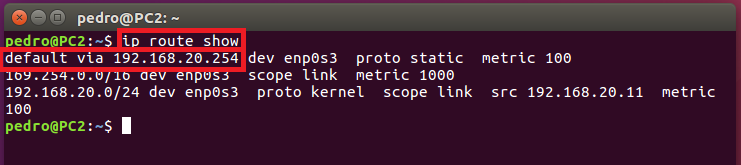 pedro@PC2: ~
pedro@PC2:~$ ip route show
default via 192.168.20.254 dev enp0s3  proto static  metric 100
169.254.0.0/16 dev enp0s3  scope link  metric 1000
192.168.20.0/24 dev enp0s3  proto kernel  scope link  src 192.168.20.11  metric
100
pedro@PC2:~$